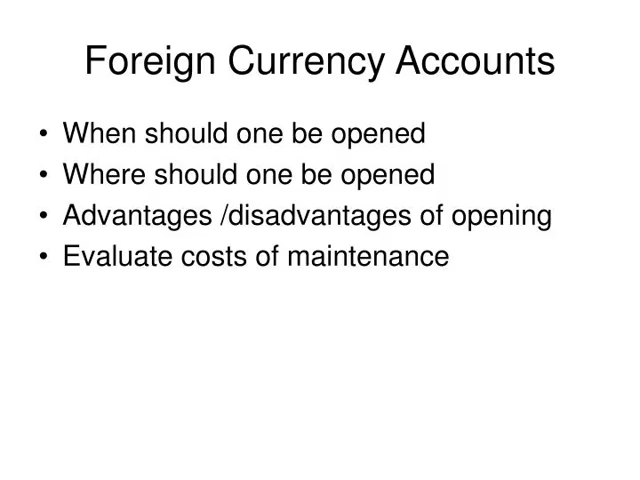 Foreign Currency Accounts
• When should one be opened
• Where should one be opened
• Advantages /disadvantages of opening
• Evaluate costs of maintenance